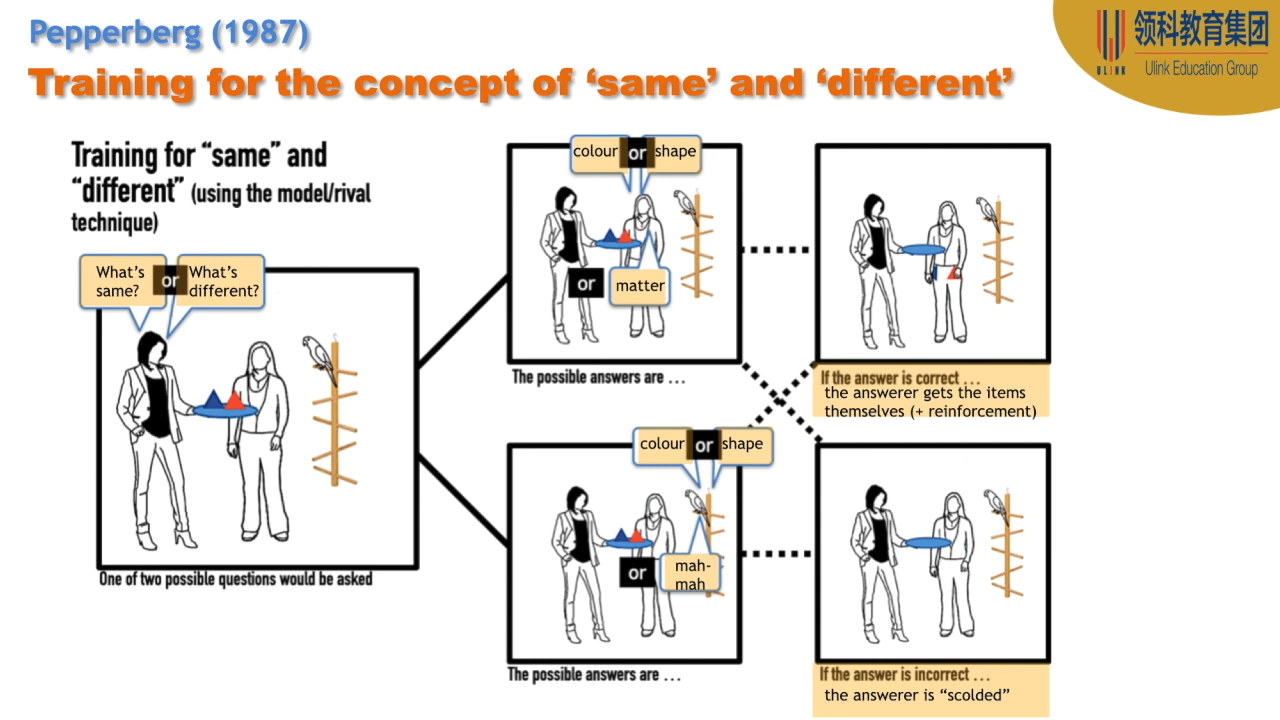 Pepperberg (1987)
Training for the concept of ‘same’ and ‘different’
领科教育集团
ULINK
Ulink Education Group
Training for “same” and
“different” (using the model/rival
technique)
What’s
same?
or
What’s
different?
One of two possible questions would be asked
colour or shape
or
matter
The possible answers are ...
If the answer is correct ...
the answerer gets the items
themselves (+ reinforcement)
colour or shape
or
mah-
mah
The possible answers are ...
If the answer is incorrect ...
the answerer is “scolded”